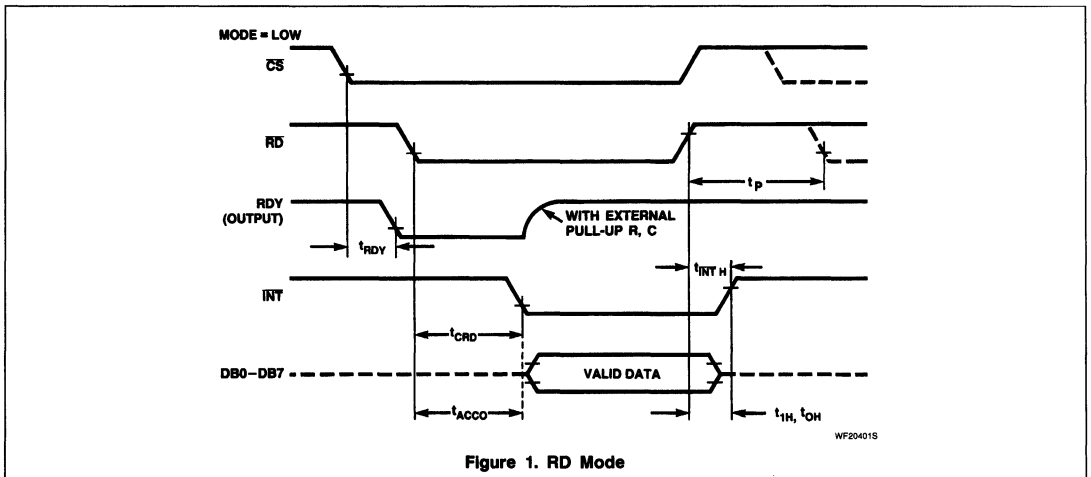 MODE = LOW
CS
RD
tP
RDY
(OUTPUT)
WITH EXTERNAL
PULL-UP R, C
tRDY
tINT H
INT
tCRD
DB0–DB7
VALID DATA
tACCO
t1H, tOH
WF20401S
Figure 1. RD Mode